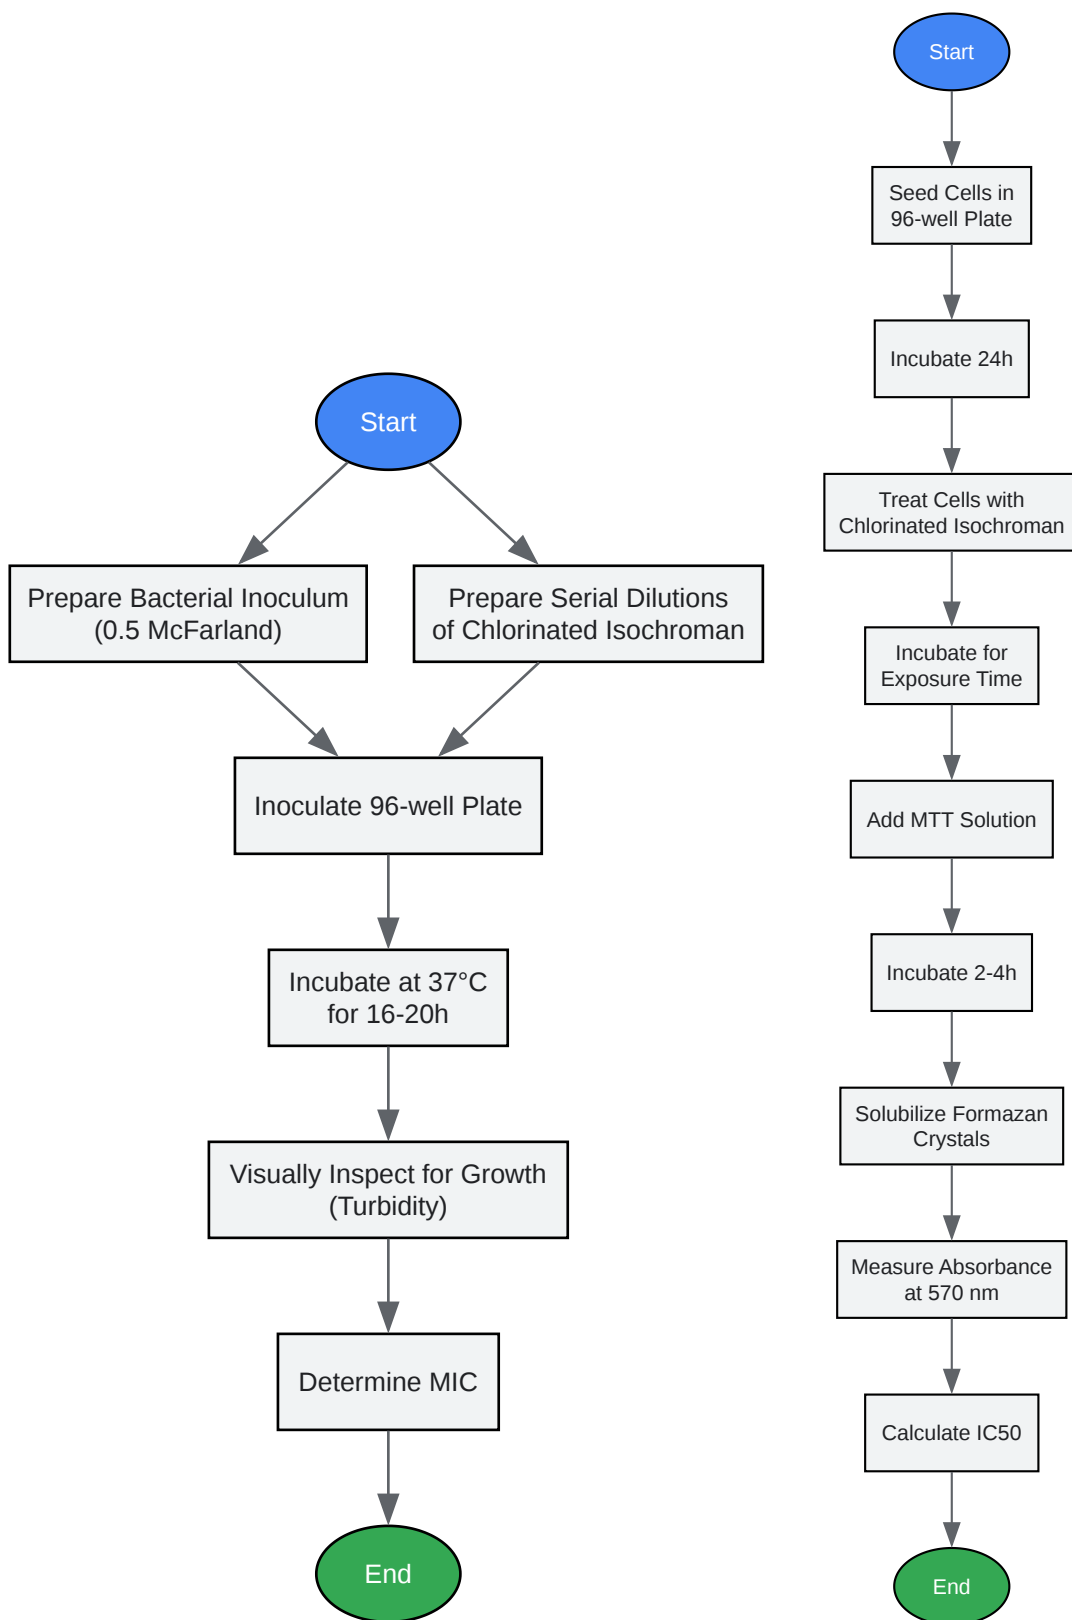 Start
Prepare Bacterial Inoculum
(0.5 McFarland)
Prepare Serial Dilutions
of Chlorinated Isochroman
Inoculate 96-well Plate
Incubate at 37°C
for 16-20h
Visually Inspect for Growth
(Turbidity)
Determine MIC
End
Start
Seed Cells in
96-well Plate
Incubate 24h
Treat Cells with
Chlorinated Isochroman
Incubate for
Exposure Time
Add MTT Solution
Incubate 2-4h
Solubilize Formazan
Crystals
Measure Absorbance
at 570 nm
Calculate IC50
End